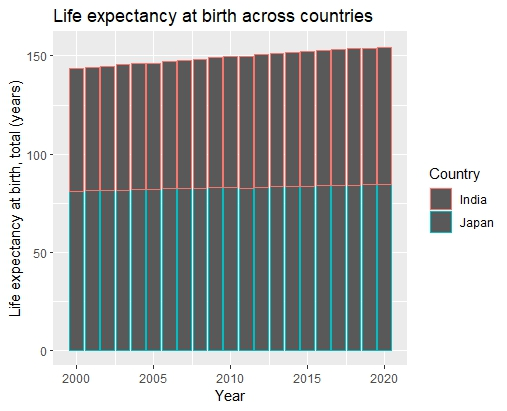 Life expectancy at birth across countries
Life expectancy at birth, total (years)
150
100
50
0
2000
2005
2010
2015
2020
Year
Country
India
Japan